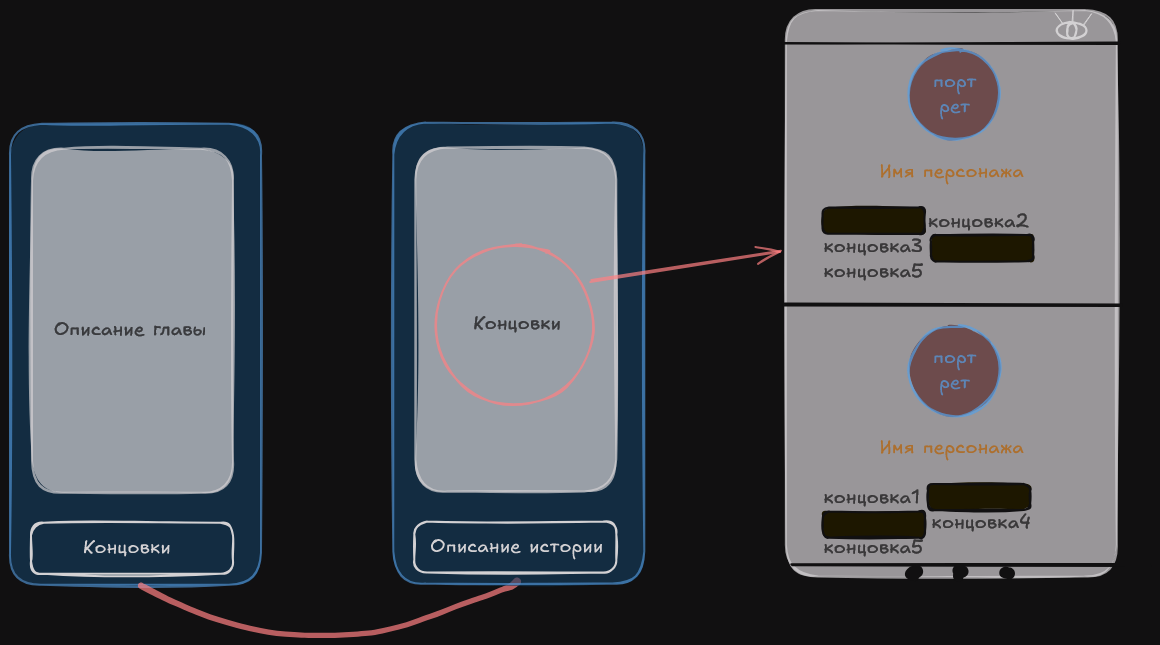 Описание главы
Концовки
Концовки
Описание истории
порт
рет
Имя персонажа
концовка2
концовка3
концовка5
порт
рет
Имя персонажа
концовка1
концовка4
концовка5